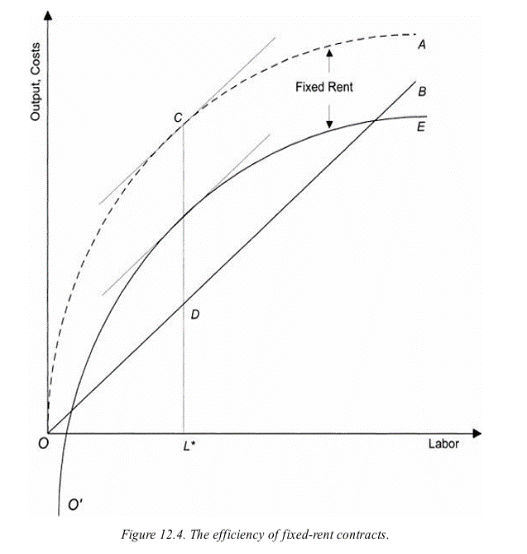 Output, Costs
A
Fixed Rent
B
C
E
D
O
L*
Labor
O'
Figure 12.4. The efficiency of fixed-rent contracts.